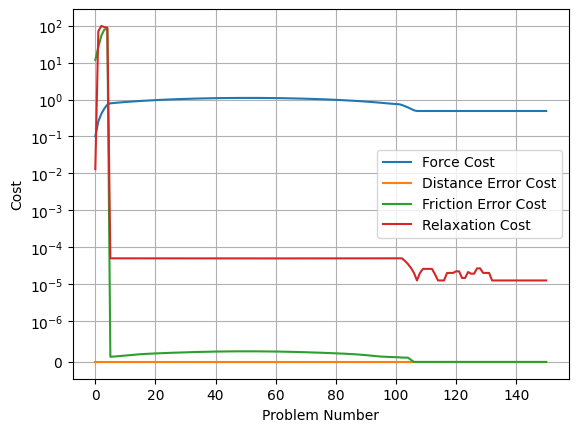 10²
10¹
10⁰
10⁻¹
10⁻²
10⁻³
10⁻⁴
10⁻⁵
10⁻⁶
0
Cost
Force Cost
Distance Error Cost
Friction Error Cost
Relaxation Cost
0 20 40 60 80 100 120 140
Problem Number